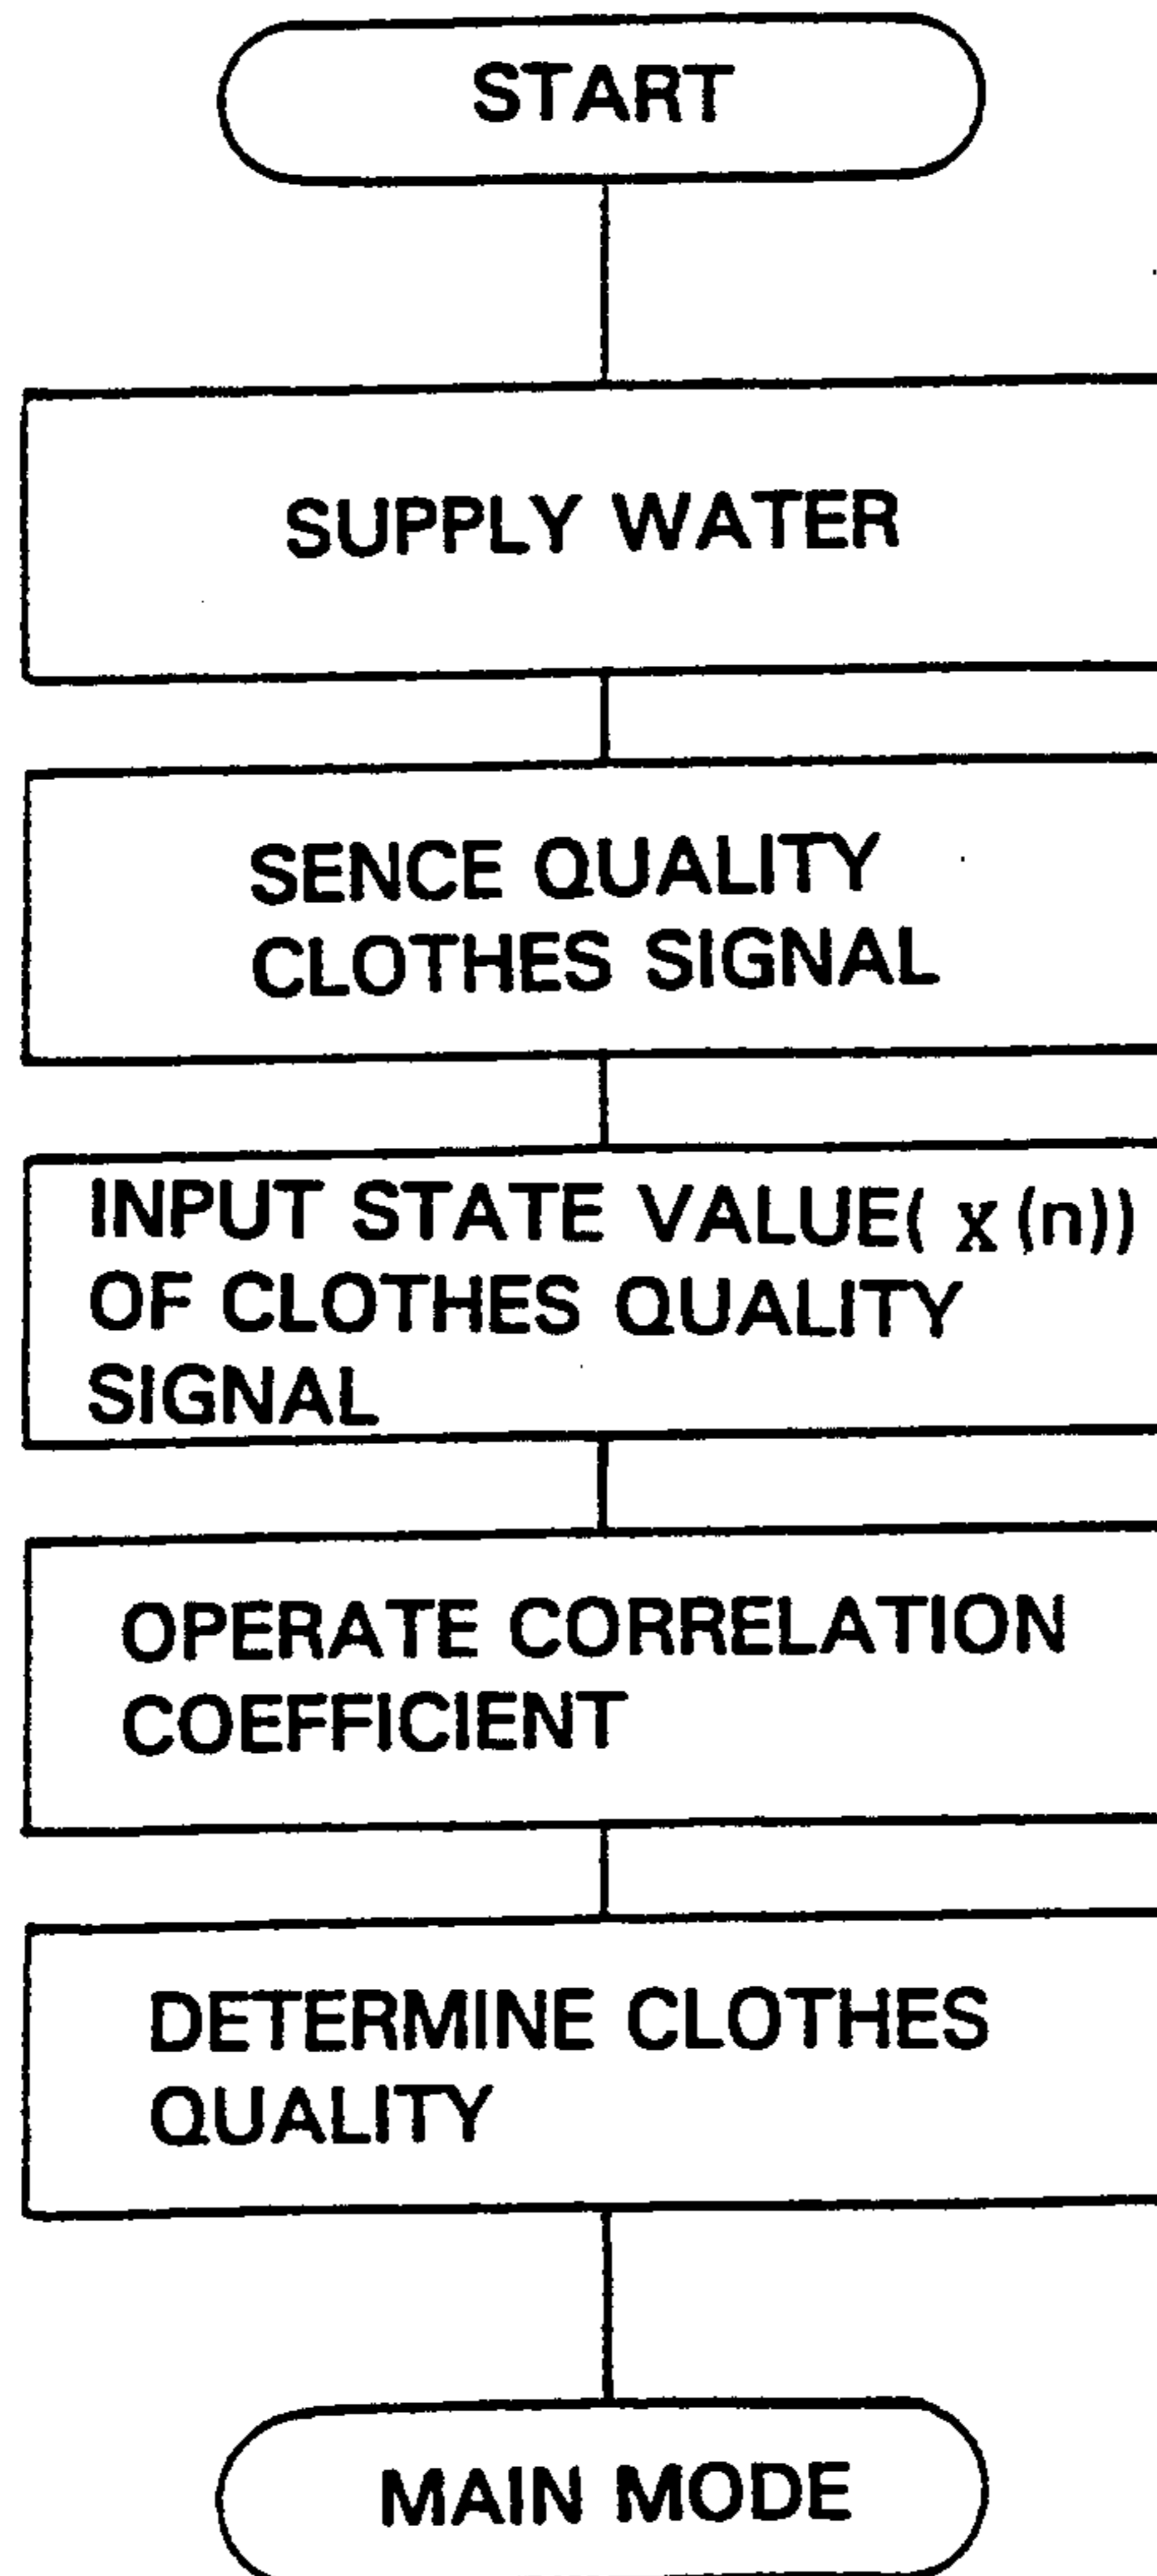 START
SUPPLY WATER
SENCE QUALITY
CLOTHES SIGNAL
INPUT STATE VALUE( x (n))
OF CLOTHES QUALITY
SIGNAL
OPERATE CORRELATION
COEFFICIENT
DETERMINE CLOTHES
QUALITY
MAIN MODE